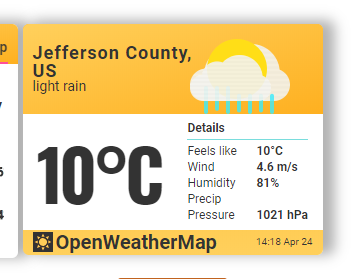 p
Jefferson County,
US
light rain
10°C
Details
Feels like 10°C
Wind 4.6 m/s
Humidity 81%
Precip
Pressure 1021 hPa
OpenWeatherMap
14:18 Apr 24